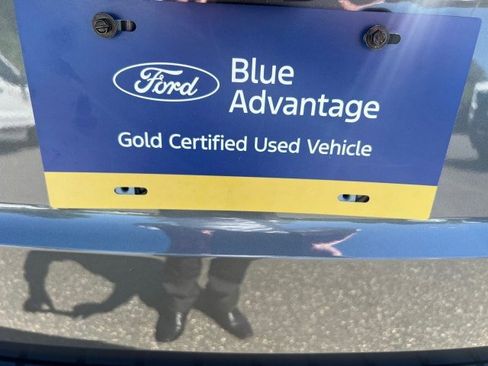 Ford
Blue
Advantage
Gold Certified Used Vehicle